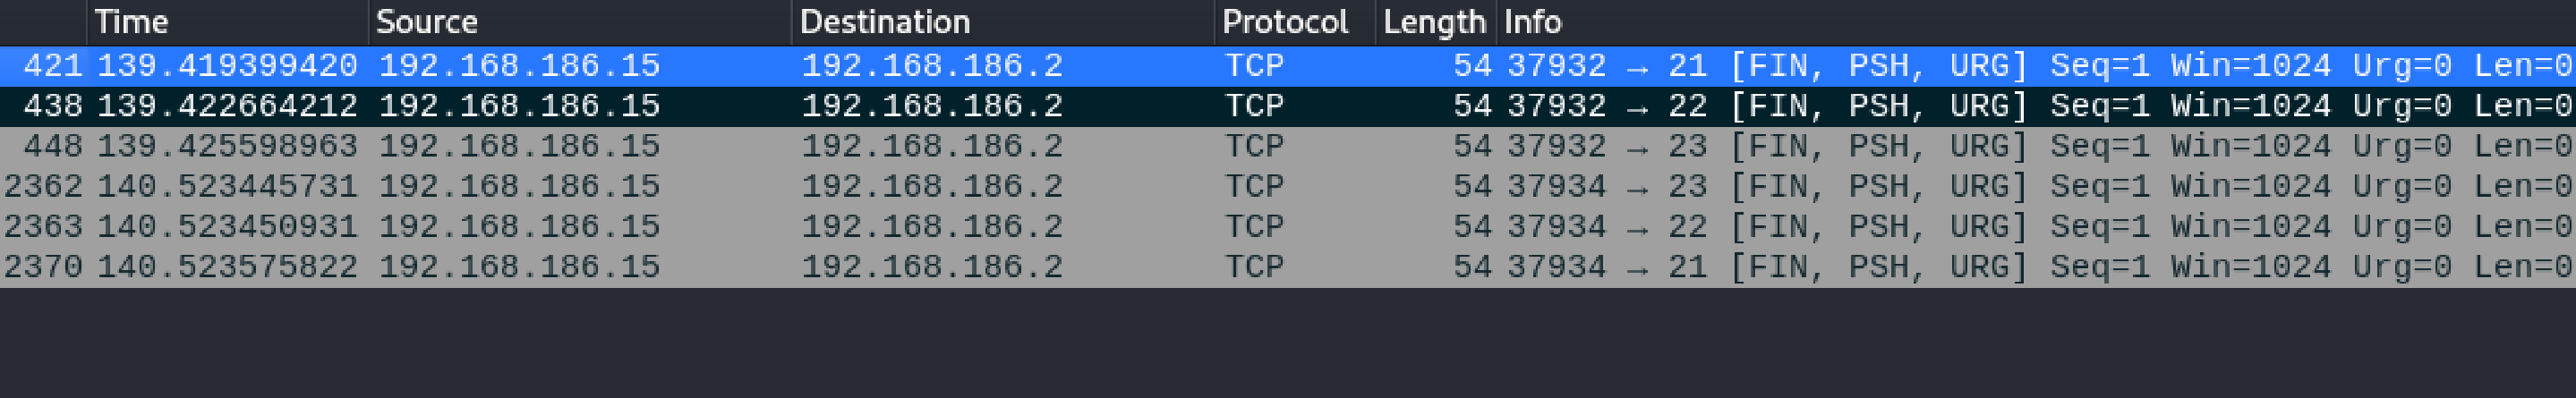 Time Source Destination Protocol Length Info
421 139.419399420 192.168.186.15 192.168.186.2 TCP 54 37932 → 21 [FIN, PSH, URG] Seq=1 Win=1024 Urg=0 Len=0
438 139.422664212 192.168.186.15 192.168.186.2 TCP 54 37932 → 22 [FIN, PSH, URG] Seq=1 Win=1024 Urg=0 Len=0
448 139.425598963 192.168.186.15 192.168.186.2 TCP 54 37932 → 23 [FIN, PSH, URG] Seq=1 Win=1024 Urg=0 Len=0
2362 140.523445731 192.168.186.15 192.168.186.2 TCP 54 37934 → 23 [FIN, PSH, URG] Seq=1 Win=1024 Urg=0 Len=0
2363 140.523450931 192.168.186.15 192.168.186.2 TCP 54 37934 → 22 [FIN, PSH, URG] Seq=1 Win=1024 Urg=0 Len=0
2370 140.523575822 192.168.186.15 192.168.186.2 TCP 54 37934 → 21 [FIN, PSH, URG] Seq=1 Win=1024 Urg=0 Len=0